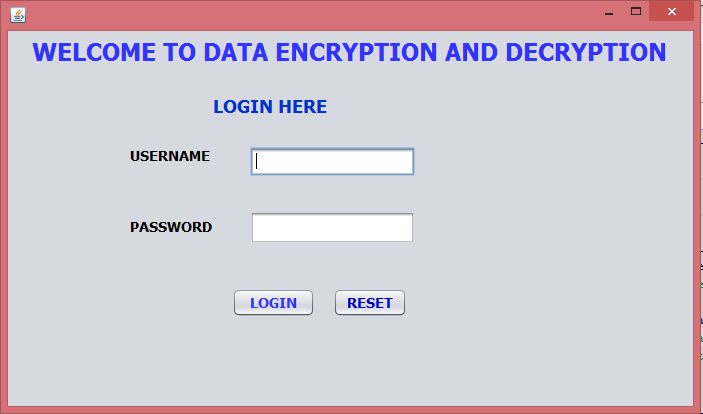 WELCOME TO DATA ENCRYPTION AND DECRYPTION
LOGIN HERE
USERNAME
PASSWORD
LOGIN RESET